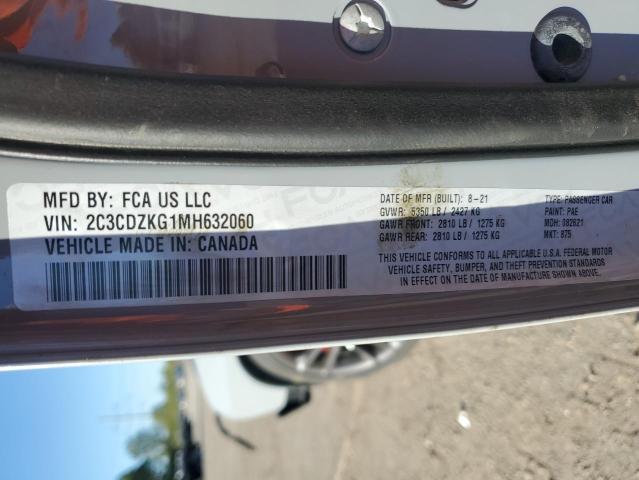 MFD BY: FCA US LLC
VIN: 2C3CDZKG1MH632060
VEHICLE MADE IN: CANADA
DATE OF MFR (BUILT): 8-21
GVWR: 5350 LB / 2427 KG
GAWR FRONT: 2810 LB / 1275 KG
GAWR REAR: 2810 LB / 1275 KG
TYPE: PASSENGER CAR
PAINT: PAE
MDH: 082621
MKT: 875
THIS VEHICLE CONFORMS TO ALL APPLICABLE U.S.A. FEDERAL MOTOR
VEHICLE SAFETY, BUMPER, AND THEFT PREVENTION STANDARDS
IN EFFECT ON THE DATE OF MANUFACTURE SHOWN ABOVE.